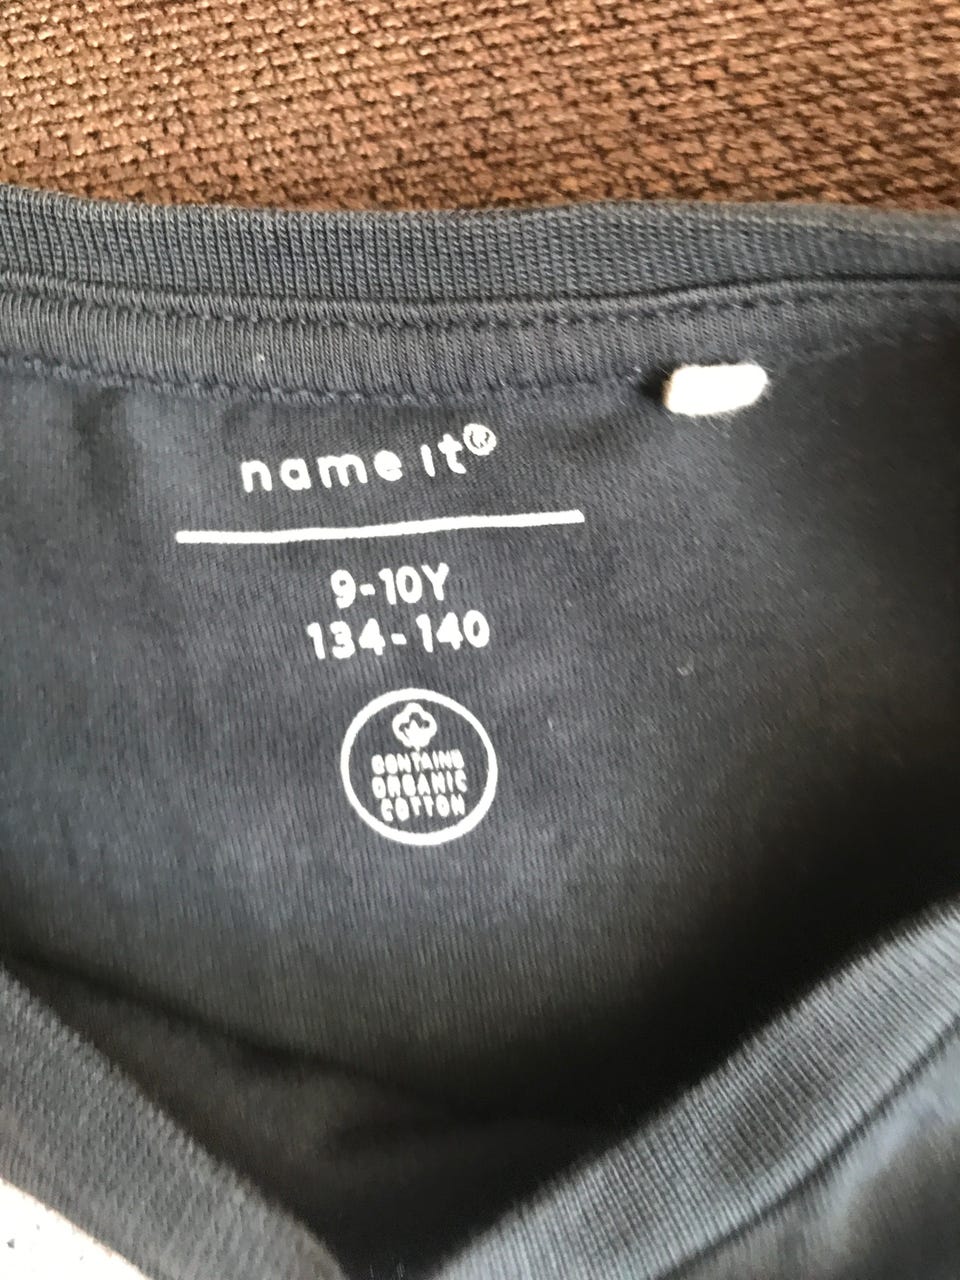 name it®
9-10Y
134-140
CONTAINS
ORGANIC
COTTON